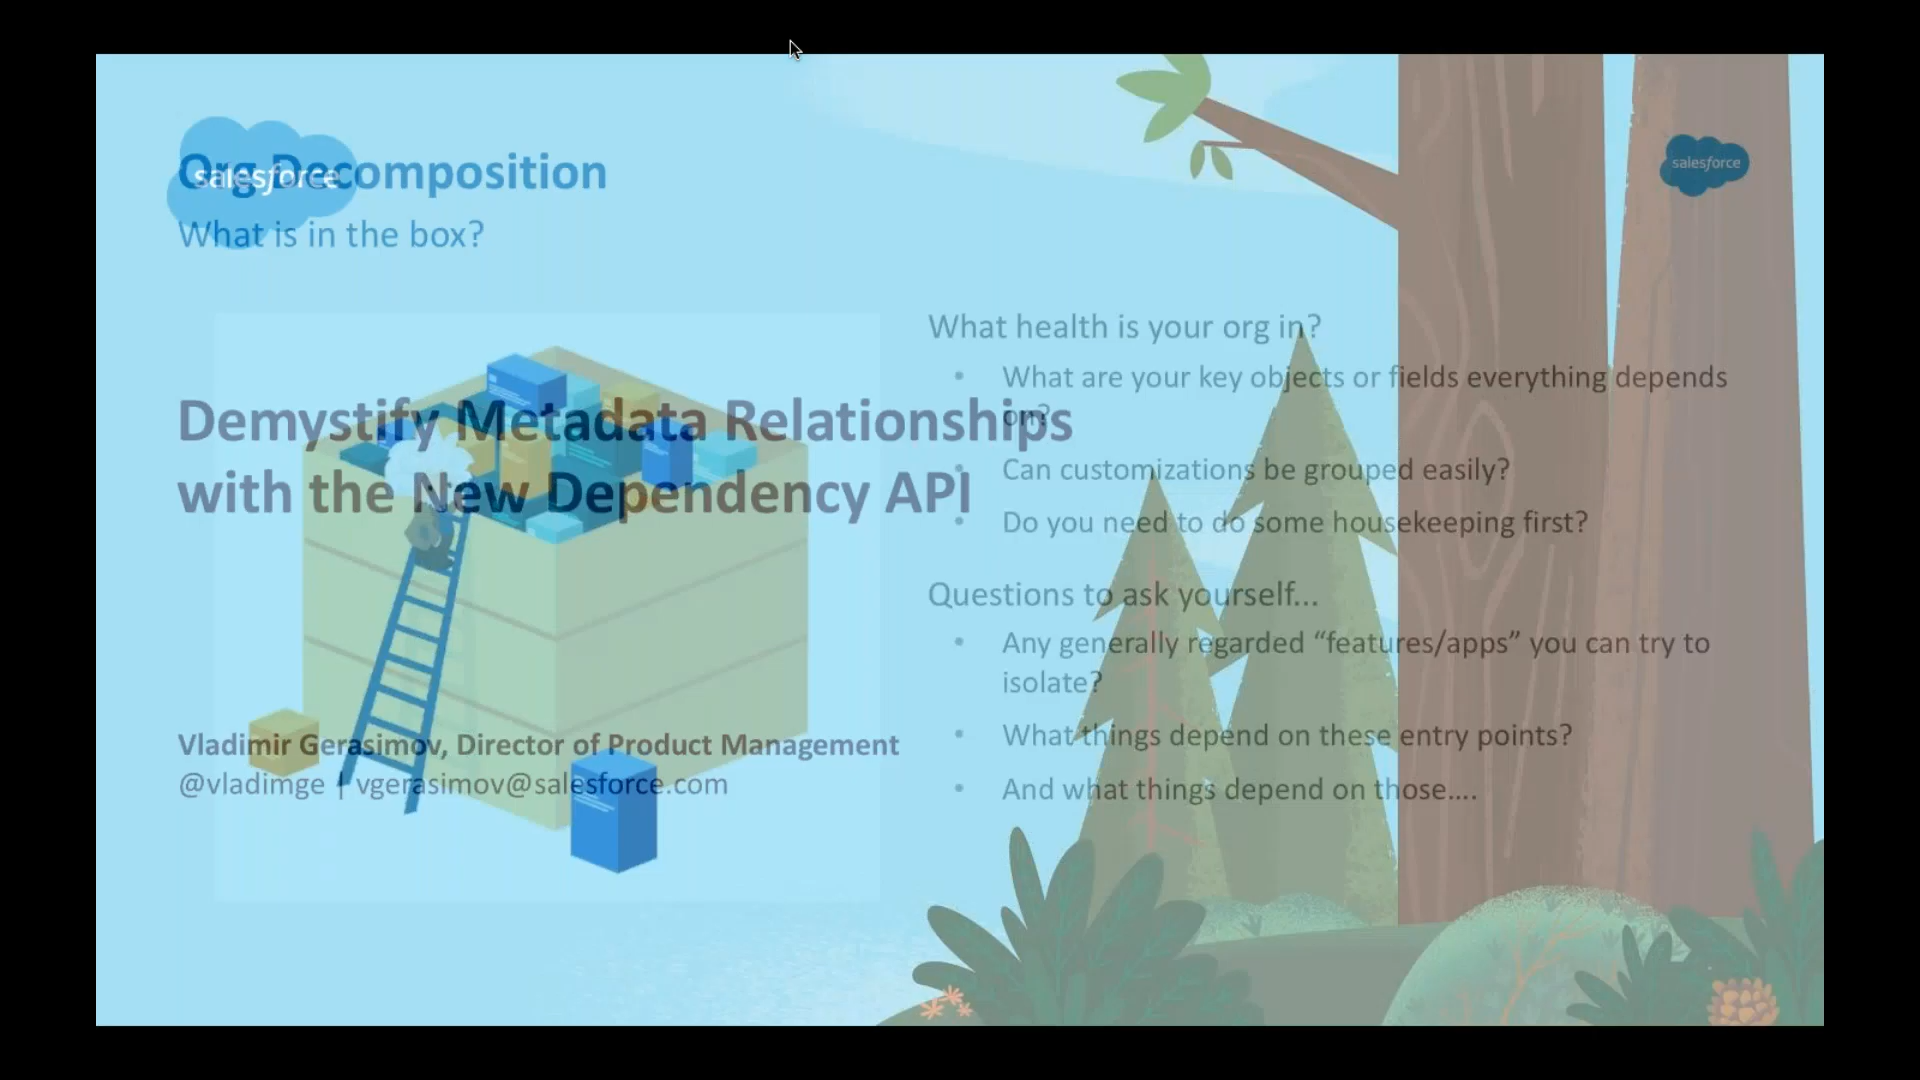 Org Decomposition
salesforce
What is in the box?
salesforce
Demystify Metadata Relationships
with the New Dependency API
Vladimir Gerasimov, Director of Product Management
@vladimge | vgerasimov@salesforce.com
What health is your org in?
• What are your key objects or fields everything depends
on?
• Can customizations be grouped easily?
• Do you need to do some housekeeping first?
Questions to ask yourself...
• Any generally regarded “features/apps” you can try to
isolate?
• What things depend on these entry points?
• And what things depend on those....